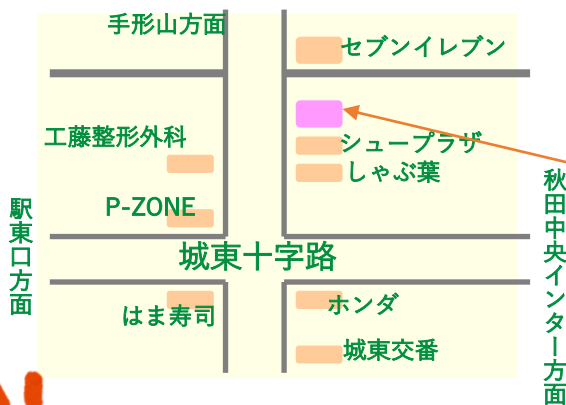 手形山方面
セブンイレブン
工藤整形外科
シュープラザ
しゃぶ葉
P-ZONE
駅東口方面
秋田中央インター方面
城東十字路
はま寿司
ホンダ
城東交番